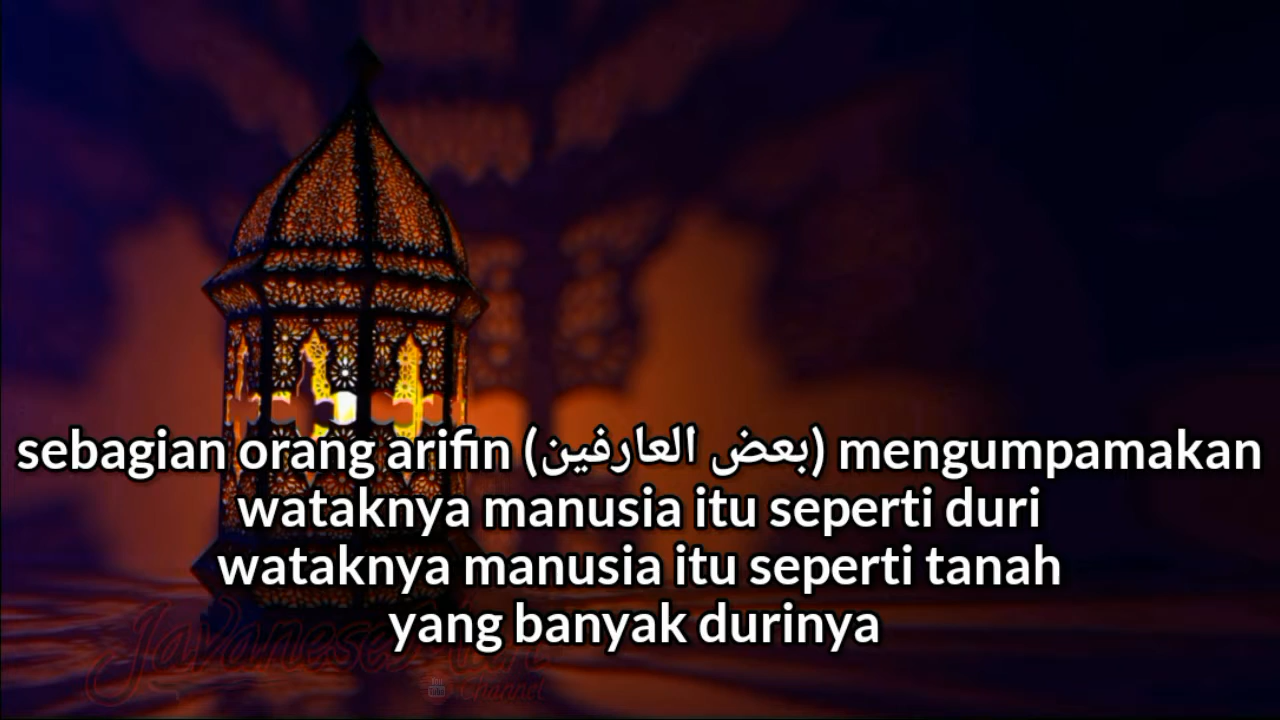 sebagian orang arifin (بعض العارفين) mengumpamakan
wataknya manusia itu seperti duri
wataknya manusia itu seperti tanah
yang banyak durinya
Channel